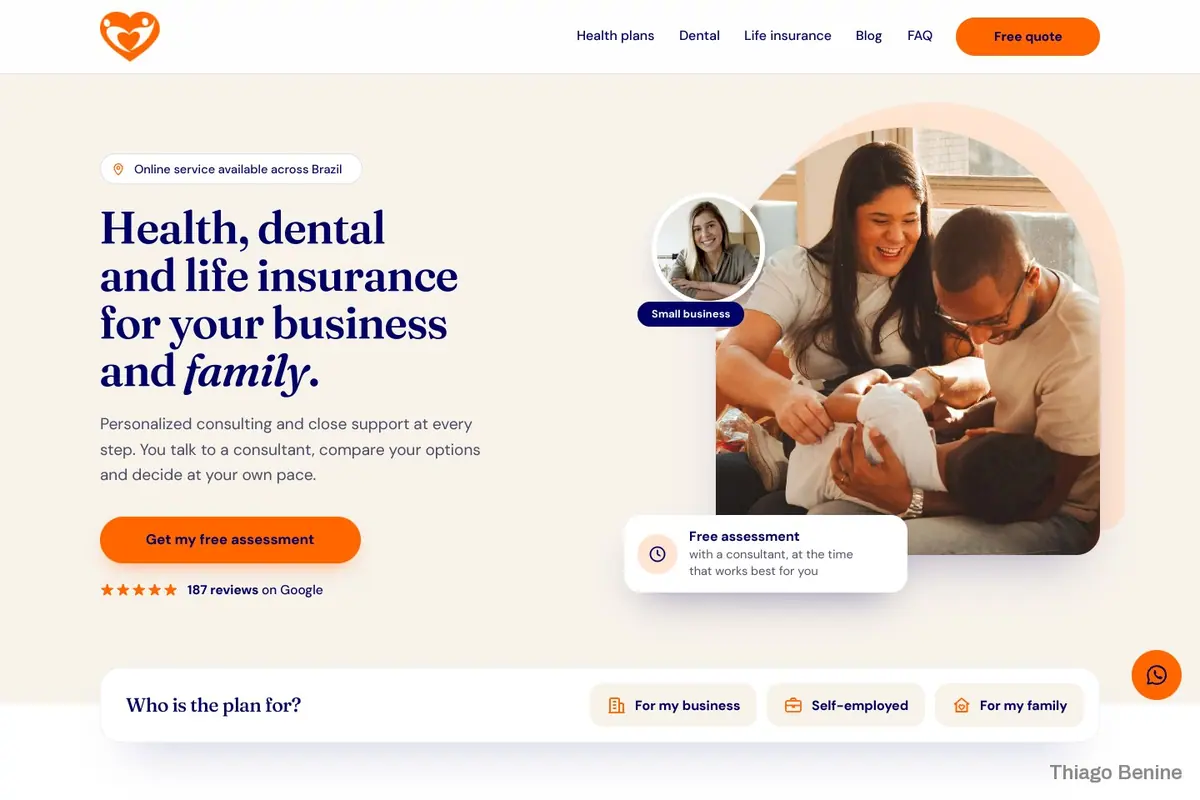 Health plans
Dental
Life insurance
Blog
FAQ
Free quote
Online service available across Brazil
Health, dental
and life insurance
for your business
and family.
Personalized consulting and close support at every
step. You talk to a consultant, compare your options
and decide at your own pace.
Get my free assessment
187 reviews on Google
Small business
Free assessment
with a consultant, at the time
that works best for you
Who is the plan for?
For my business
Self-employed
For my family
Thiago Benine